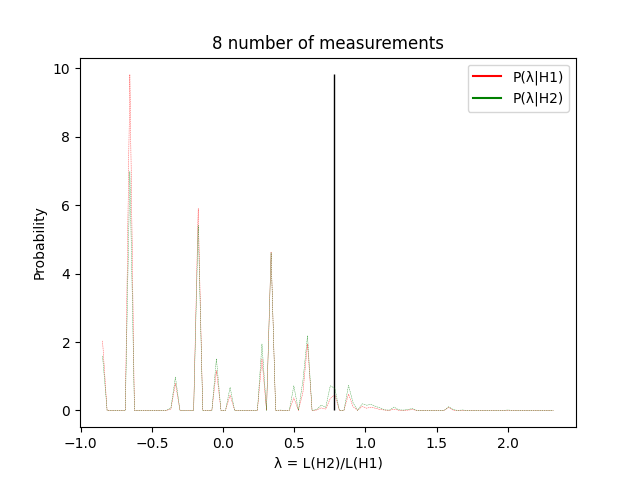 8 number of measurements
P(λ|H1)
P(λ|H2)
10
8
6
4
2
0
Probability
−1.0
−0.5
0.0
0.5
1.0
1.5
2.0
λ = L(H2)/L(H1)